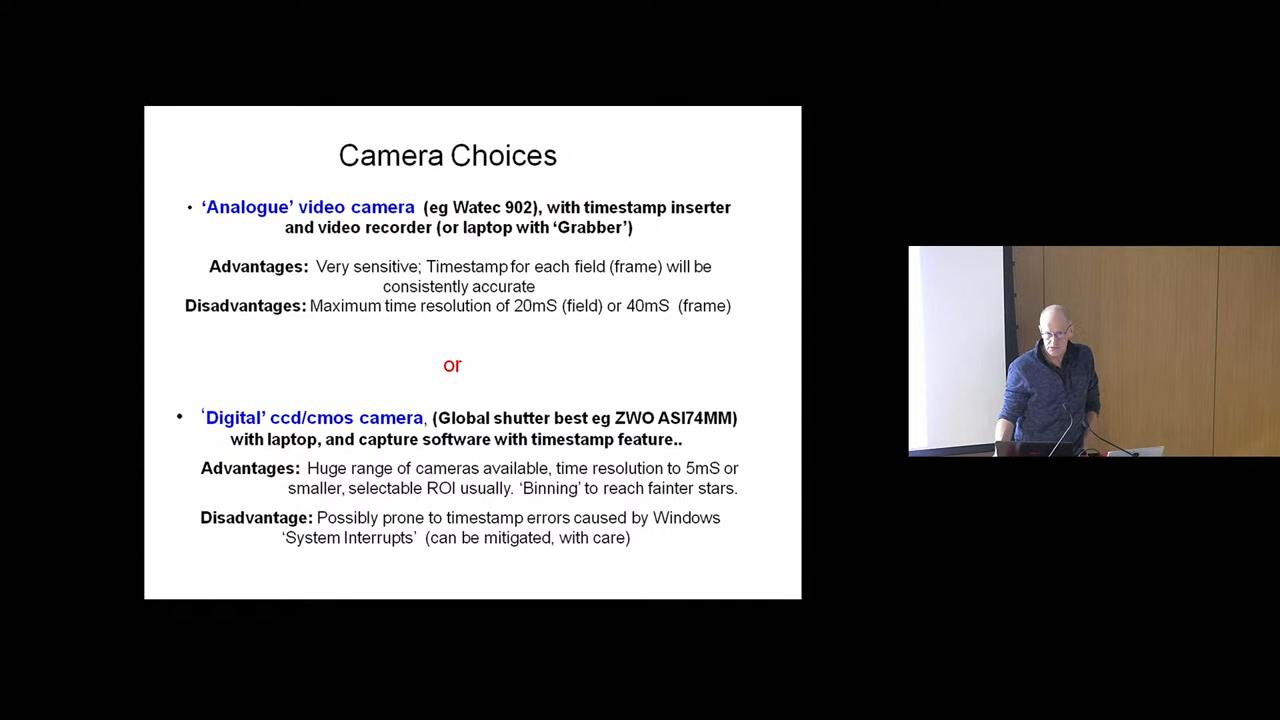 Camera Choices
• ‘Analogue’ video camera (eg Watec 902), with timestamp inserter
and video recorder (or laptop with ‘Grabber’)
Advantages: Very sensitive; Timestamp for each field (frame) will be
consistently accurate
Disadvantages: Maximum time resolution of 20mS (field) or 40mS (frame)
or
• ‘Digital’ ccd/cmos camera, (Global shutter best eg ZWO ASI74MM)
with laptop, and capture software with timestamp feature..
Advantages: Huge range of cameras available, time resolution to 5mS or
smaller, selectable ROI usually. ‘Binning’ to reach fainter stars.
Disadvantage: Possibly prone to timestamp errors caused by Windows
‘System Interrupts’ (can be mitigated, with care)